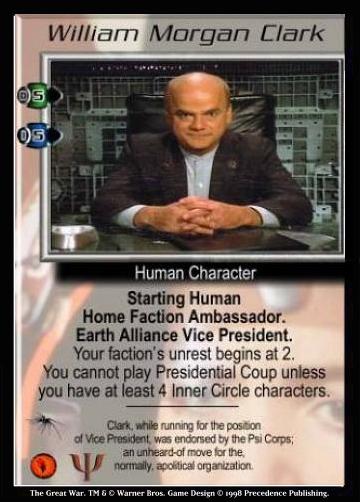 William Morgan Clark
5
5
Human Character
Starting Human
Home Faction Ambassador.
Earth Alliance Vice President.
Your faction's unrest begins at 2.
You cannot play Presidential Coup unless
you have at least 4 Inner Circle characters.
Clark, while running for the position
of Vice President, was endorsed by the Psi Corps;
an unheard-of move for the,
normally, apolitical organization.
The Great War. TM & © Warner Bros. Game Design © 1998 Precedence Publishing.